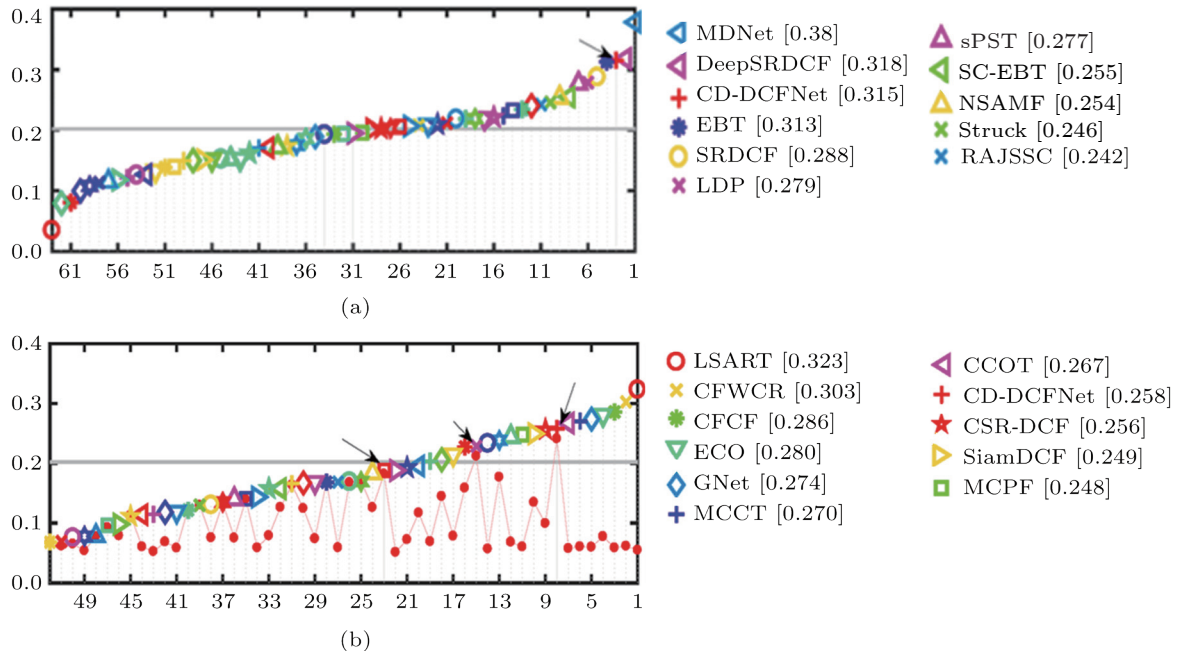 0.4
0.3
0.2
0.1
0.0
61 56 51 46 41 36 31 26 21 16 11 6 1
(a)
MDNet [0.38]
DeepSRDCF [0.318]
CD-DCFNet [0.315]
EBT [0.313]
SRDCF [0.288]
LDP [0.279]
sPST [0.277]
SC-EBT [0.255]
NSAMF [0.254]
Struck [0.246]
RAJSSC [0.242]
0.4
0.3
0.2
0.1
0.0
49 45 41 37 33 29 25 21 17 13 9 5 1
(b)
LSART [0.323]
CFWCR [0.303]
CFCF [0.286]
ECO [0.280]
GNet [0.274]
MCCT [0.270]
CCOT [0.267]
CD-DCFNet [0.258]
CSR-DCF [0.256]
SiamDCF [0.249]
MCPF [0.248]